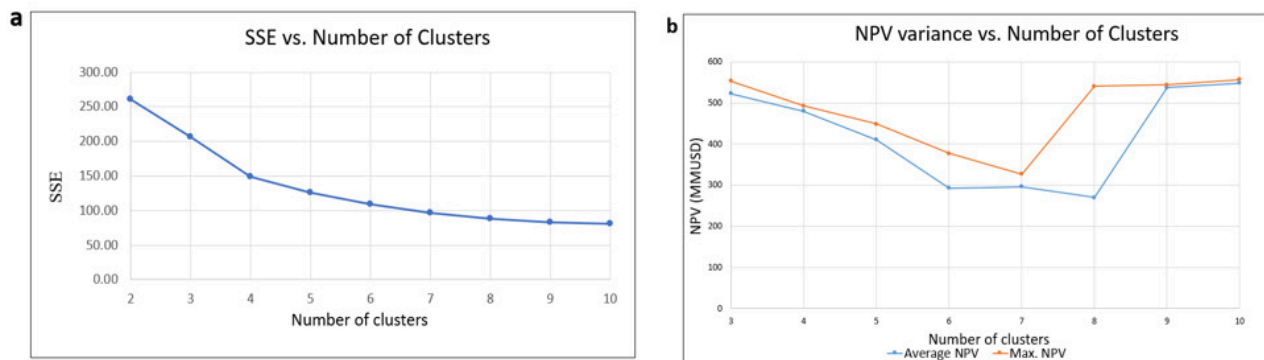 a
SSE vs. Number of Clusters
300.00
250.00
200.00
150.00
100.00
50.00
0.00
SSE
2 3 4 5 6 7 8 9 10
Number of clusters
b
NPV variance vs. Number of Clusters
600
500
400
300
200
100
0
NPV (MMUSD)
3 4 5 6 7 8 9 10
Number of clusters
Average NPV Max. NPV